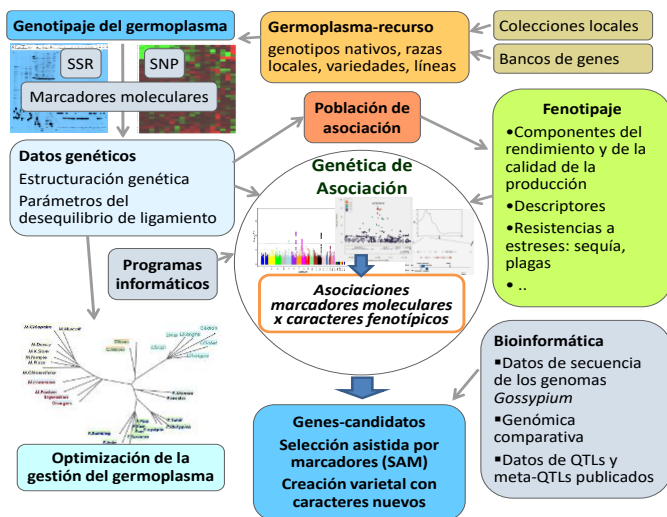 Genotipaje del germoplasma
SSR
SNP
Marcadores moleculares
Germoplasma-recurso
genotipos nativos, razas
locales, variedades, líneas
Colecciones locales
Bancos de genes
Población de
asociación
Fenotipaje
•Componentes del
rendimiento y de la
calidad de la
producción
•Descriptores
•Resistencias a
estreses: sequía,
plagas
• ..
Datos genéticos
Estructuración genética
Parámetros del
desequilibrio de ligamiento
Genética de
Asociación
Programas
informáticos
Asociaciones
marcadores moleculares
x caracteres fenotípicos
Bioinformática
▪Datos de secuencia
de los genomas
Gossypium
▪Genómica
comparativa
▪Datos de QTLs y
meta-QTLs publicados
Genes-candidatos
Selección asistida por
marcadores (SAM)
Creación varietal con
caracteres nuevos
Optimización de la
gestión del germoplasma